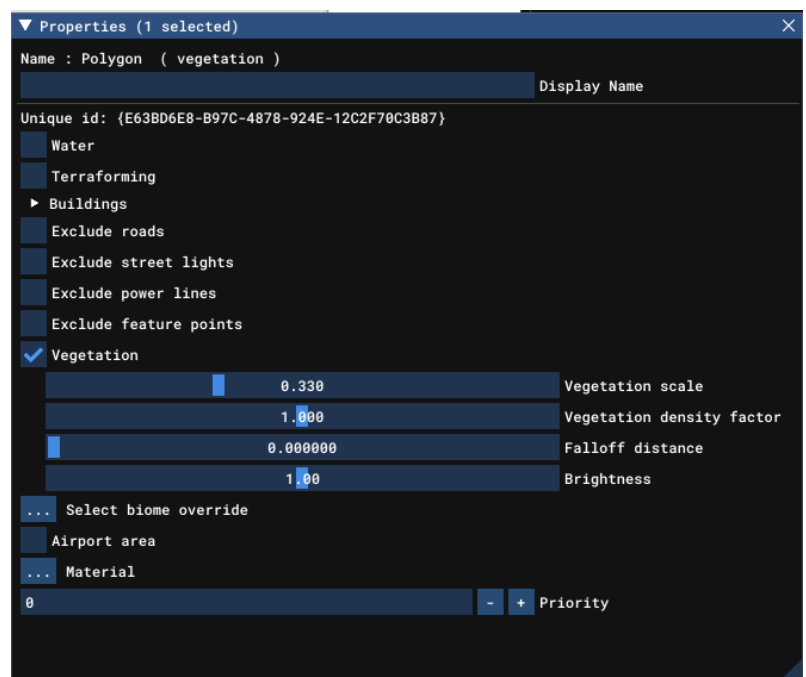 Properties (1 selected)
Name : Polygon ( vegetation )
Display Name
Unique id: {E63BD6E8-B97C-4878-924E-12C2F70C3B87}
Water
Terraforming
Buildings
Exclude roads
Exclude street lights
Exclude power lines
Exclude feature points
Vegetation
0.330 Vegetation scale
1.000 Vegetation density factor
0.000000 Falloff distance
1.00 Brightness
... Select biome override
Airport area
... Material
0 - + Priority